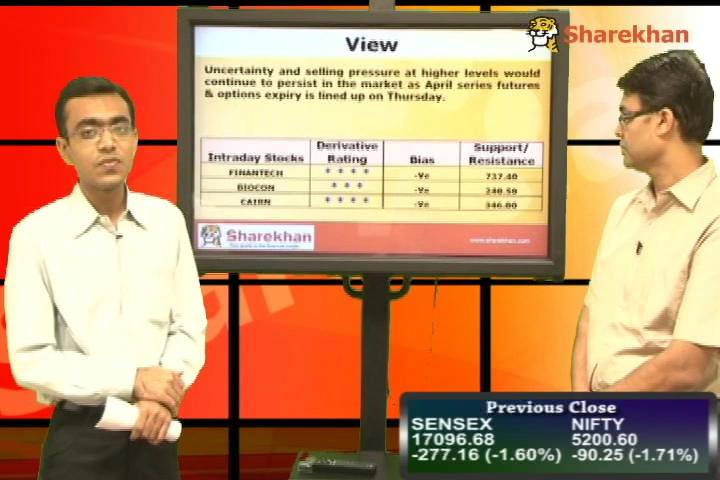 View
Sharekhan
Uncertainty and selling pressure at higher levels would
continue to persist in the market as April series futures
& options expiry is lined up on Thursday.
Intraday Stocks Derivative Rating Bias Support/ Resistance
FINANTECH * * * * -Ve 737.40
BIOCON * * * -Ve
CAIRN * * * * -Ve 346.80
Sharekhan
www.sharekhan.com
Previous Close
SENSEX NIFTY
17096.68 5200.60
-277.16 (-1.60%) -90.25 (-1.71%)